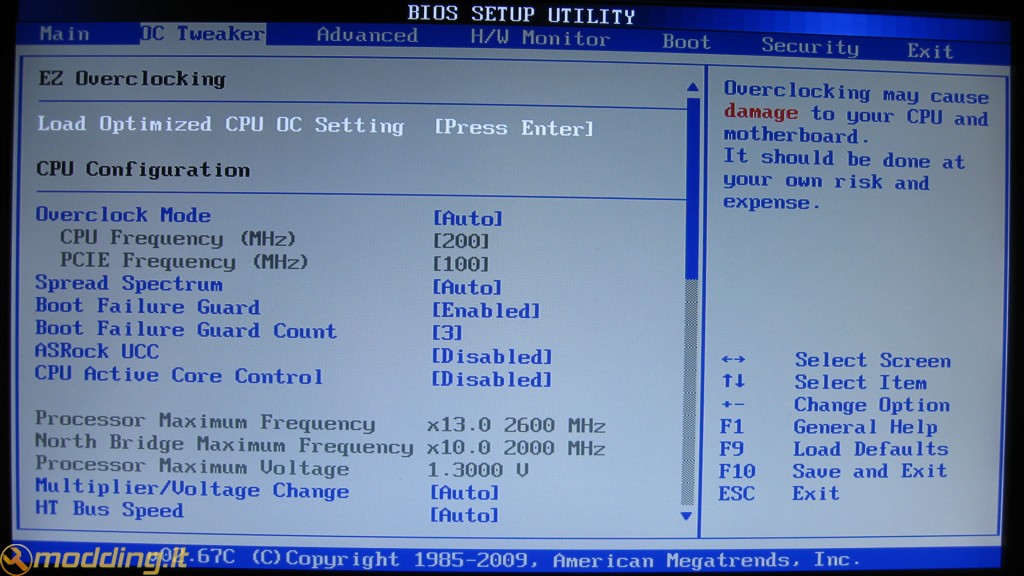 BIOS SETUP UTILITY
Main OC Tweaker Advanced H/W Monitor Boot Security Exit
EZ Overclocking
Load Optimized CPU OC Setting [Press Enter]
CPU Configuration
Overclock Mode [Auto]
CPU Frequency (MHz) [200]
PCIE Frequency (MHz) [100]
Spread Spectrum [Auto]
Boot Failure Guard [Enabled]
Boot Failure Guard Count [3]
ASRock UCC [Disabled]
CPU Active Core Control [Disabled]
Processor Maximum Frequency x13.0 2600 MHz
North Bridge Maximum Frequency x10.0 2000 MHz
Processor Maximum Voltage 1.3000 V
Multiplier/Voltage Change [Auto]
HT Bus Speed [Auto]
Overclocking may cause
damage to your CPU and
motherboard.
It should be done at
your own risk and
expense.
←→ Select Screen
↑↓ Select Item
+- Change Option
F1 General Help
F9 Load Defaults
F10 Save and Exit
ESC Exit
.67C (C)Copyright 1985-2009, American Megatrends, Inc.
modding.it